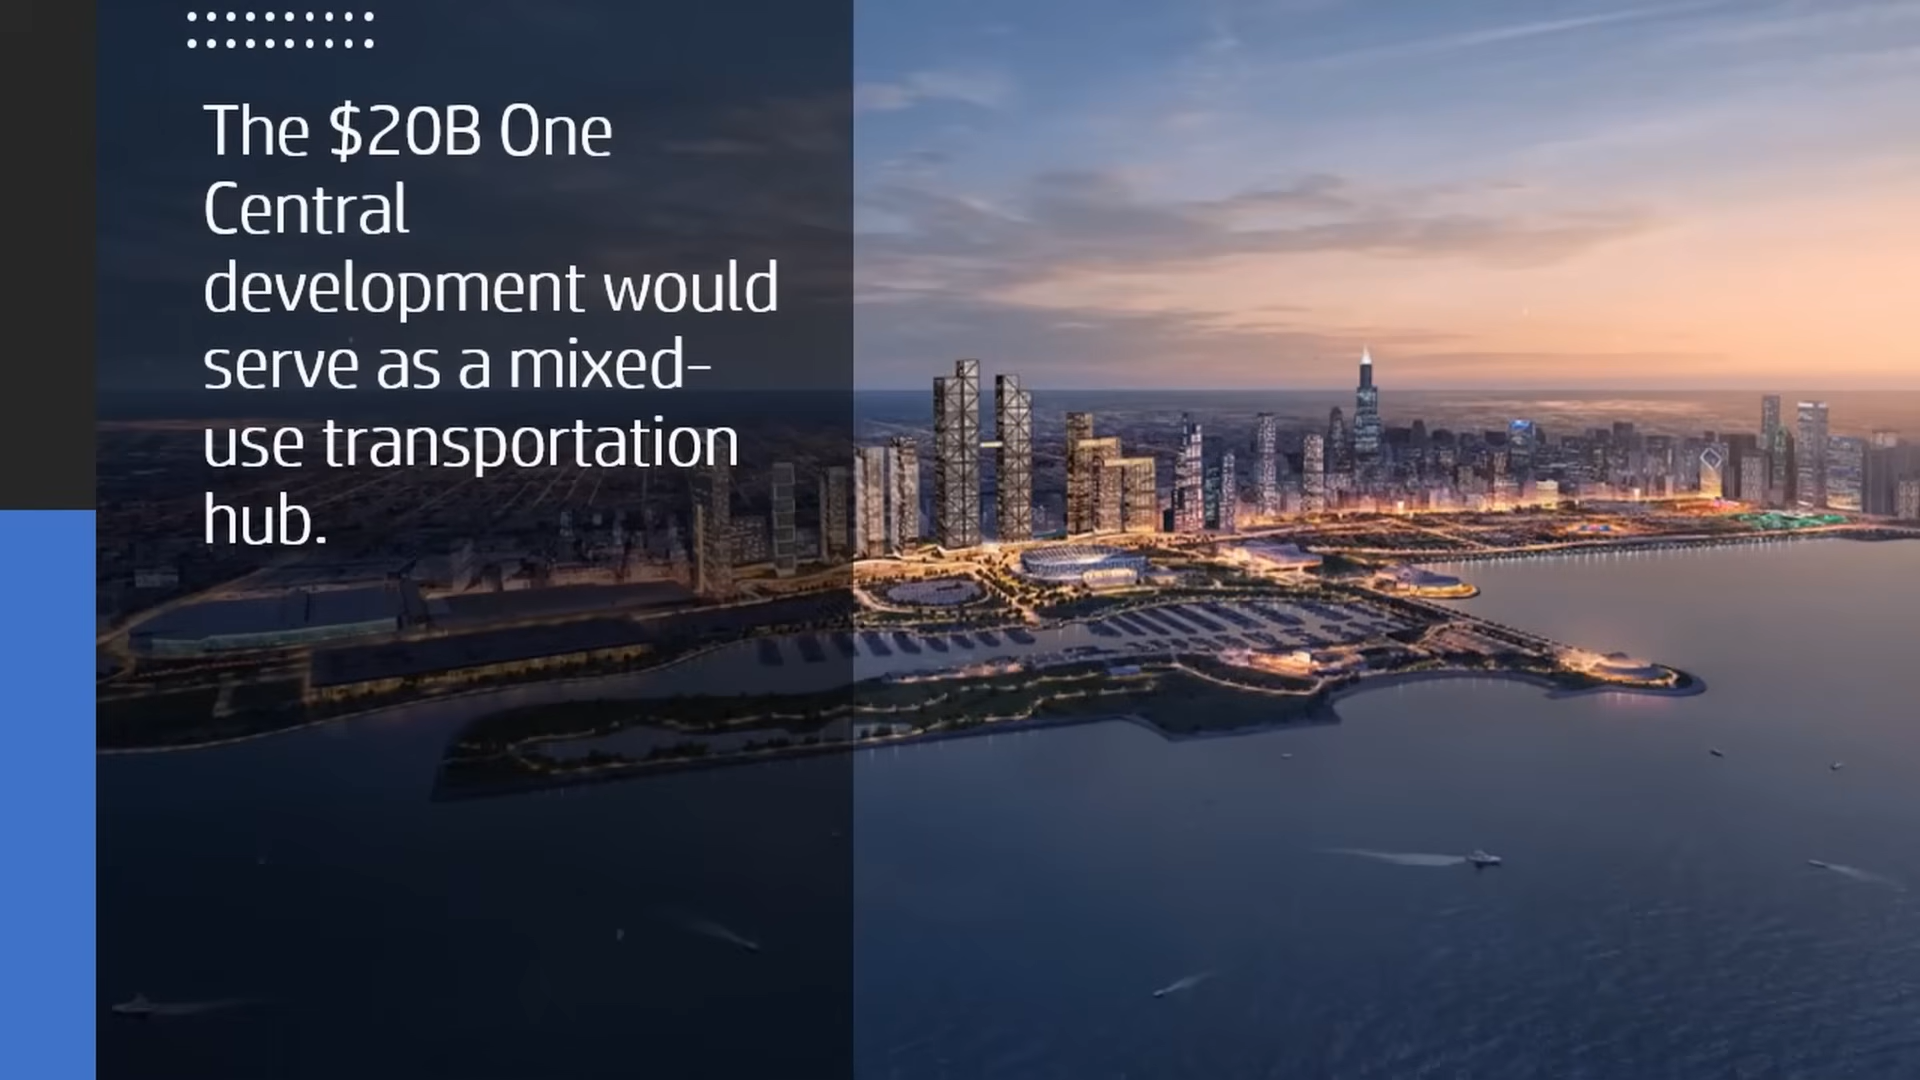 The $20B One
Central
development would
serve as a mixed-
use transportation
hub.